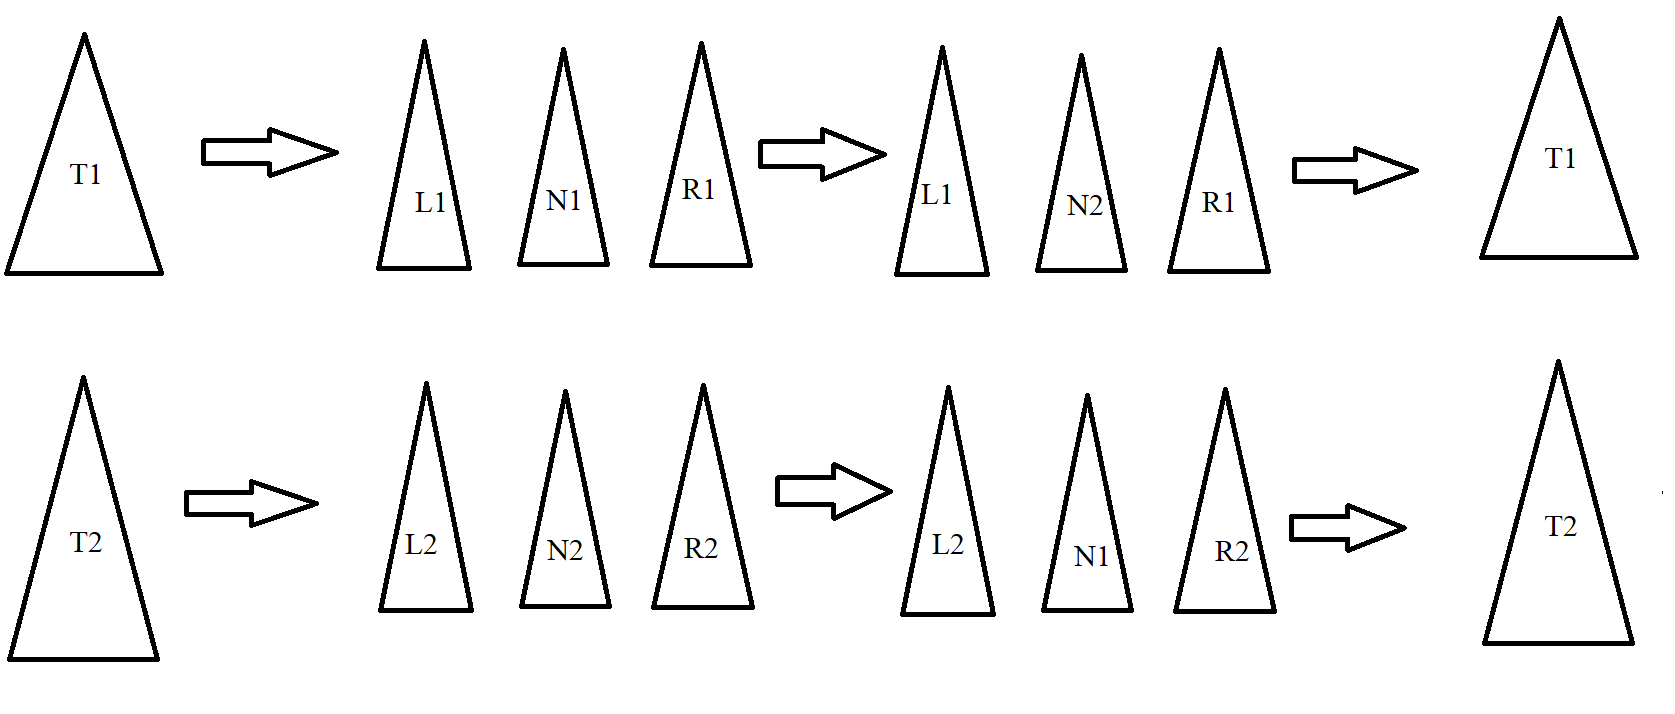 T1 L1 N1 R1 L1 N2 R1 T1
T2 L2 N2 R2 L2 N1 R2 T2